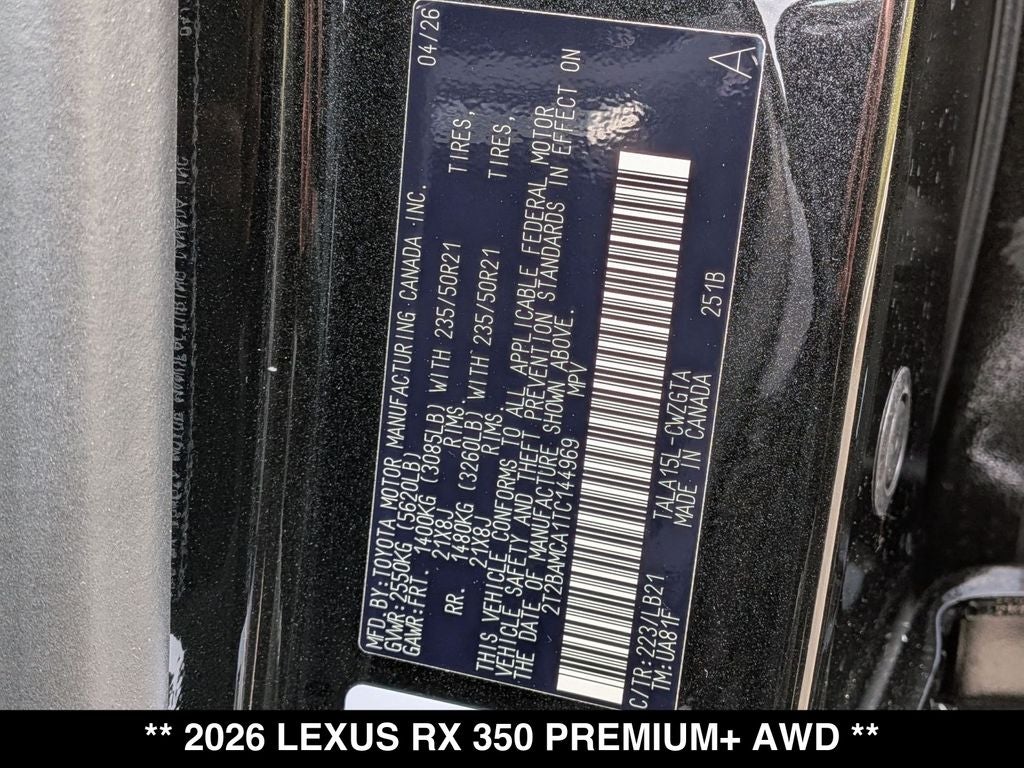 MFD.BY:TOYOTA MOTOR MANUFACTURING CANADA INC. 04/26
GVWR:2550KG (5620LB)
GAWR:FRT. 1400KG (3085LB) WITH 235/50R21 TIRES,
21X8J RIMS
RR. 1480KG (3260LB) WITH 235/50R21 TIRES,
21X8J RIMS.
THIS VEHICLE CONFORMS TO ALL APPLICABLE FEDERAL MOTOR
VEHICLE SAFETY AND THEFT PREVENTION STANDARDS IN EFFECT ON
THE DATE OF MANUFACTURE SHOWN ABOVE.
2T2BAMCA1TC144969 MPV
C/TR:223/LB21 TALA15L-CWZGTA 251B
TM:UA81F MADE IN CANADA
A
** 2026 LEXUS RX 350 PREMIUM+ AWD **